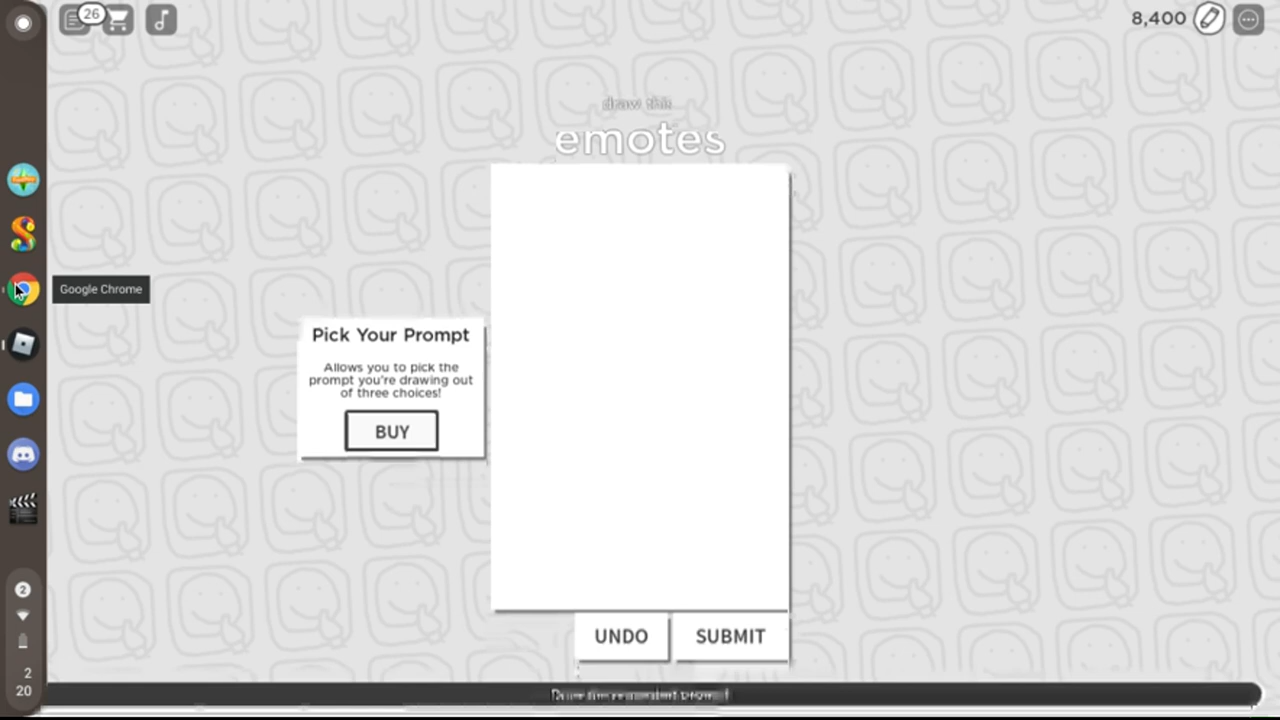 26
8,400
draw this
emotes
Google Chrome
Pick Your Prompt
Allows you to pick the
prompt you're drawing out
of three choices!
BUY
UNDO
SUBMIT
2
2
20